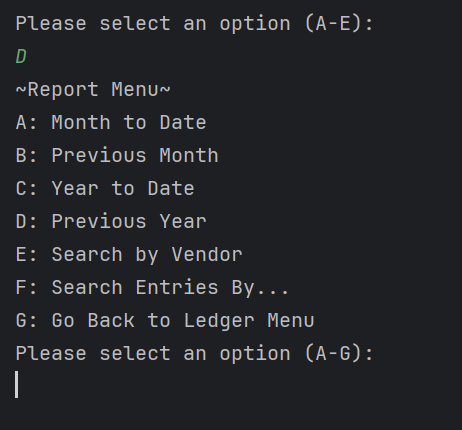 Please select an option (A-E):
D
~Report Menu~
A: Month to Date
B: Previous Month
C: Year to Date
D: Previous Year
E: Search by Vendor
F: Search Entries By...
G: Go Back to Ledger Menu
Please select an option (A-G):